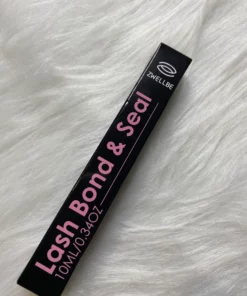 ZWELLBE
Lash Bond & Seal
10ML/0.34OZ